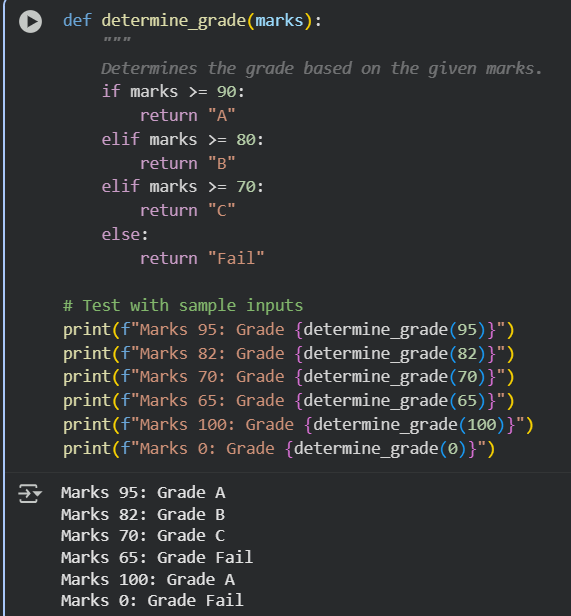 def determine_grade(marks):
    """
    Determines the grade based on the given marks.
    if marks >= 90:
        return "A"
    elif marks >= 80:
        return "B"
    elif marks >= 70:
        return "C"
    else:
        return "Fail"

# Test with sample inputs
print(f"Marks 95: Grade {determine_grade(95)}")
print(f"Marks 82: Grade {determine_grade(82)}")
print(f"Marks 70: Grade {determine_grade(70)}")
print(f"Marks 65: Grade {determine_grade(65)}")
print(f"Marks 100: Grade {determine_grade(100)}")
print(f"Marks 0: Grade {determine_grade(0)}")
Marks 95: Grade A
Marks 82: Grade B
Marks 70: Grade C
Marks 65: Grade Fail
Marks 100: Grade A
Marks 0: Grade Fail